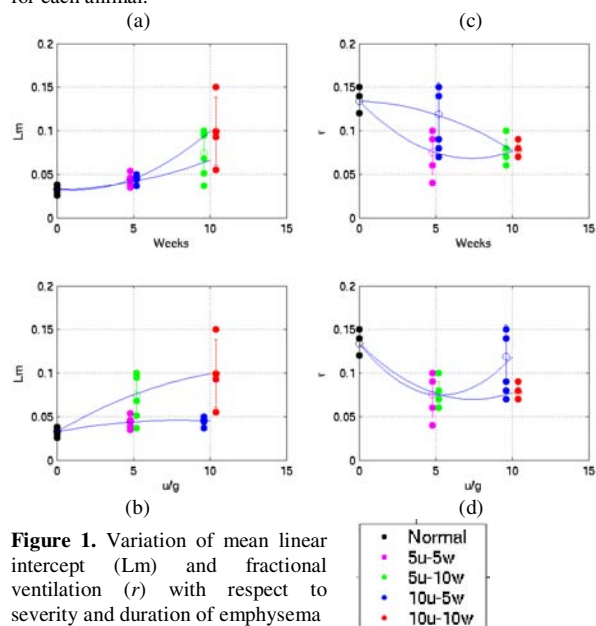 for each animal.
(a)
(c)
0.2
0.15
0.1
0.05
0
Lm
0
5
10
15
Weeks
0.2
0.15
0.1
0.05
0
r
0
5
10
15
Weeks
0.2
0.15
0.1
0.05
0
Lm
0
5
10
15
u/g
0.2
0.15
0.1
0.05
0
r
0
5
10
15
u/g
(b)
(d)
Figure 1. Variation of mean linear
intercept (Lm) and fractional
ventilation (r) with respect to
severity and duration of emphysema
Normal
5u-5w
5u-10w
10u-5w
10u-10w